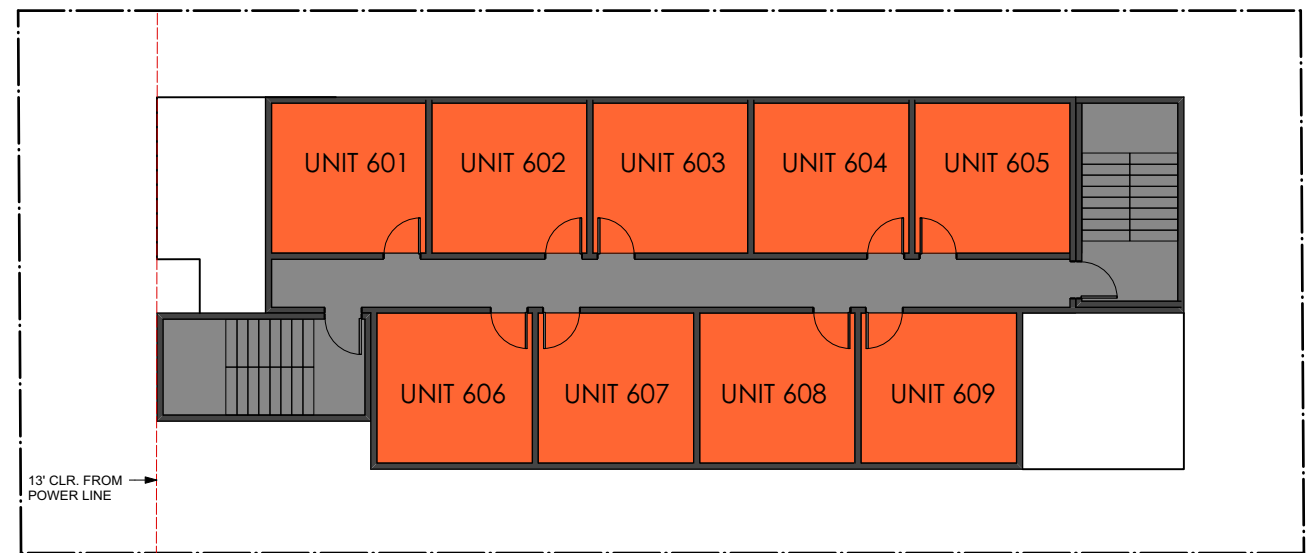 UNIT 601
UNIT 602
UNIT 603
UNIT 604
UNIT 605
UNIT 606
UNIT 607
UNIT 608
UNIT 609
13' CLR. FROM
POWER LINE